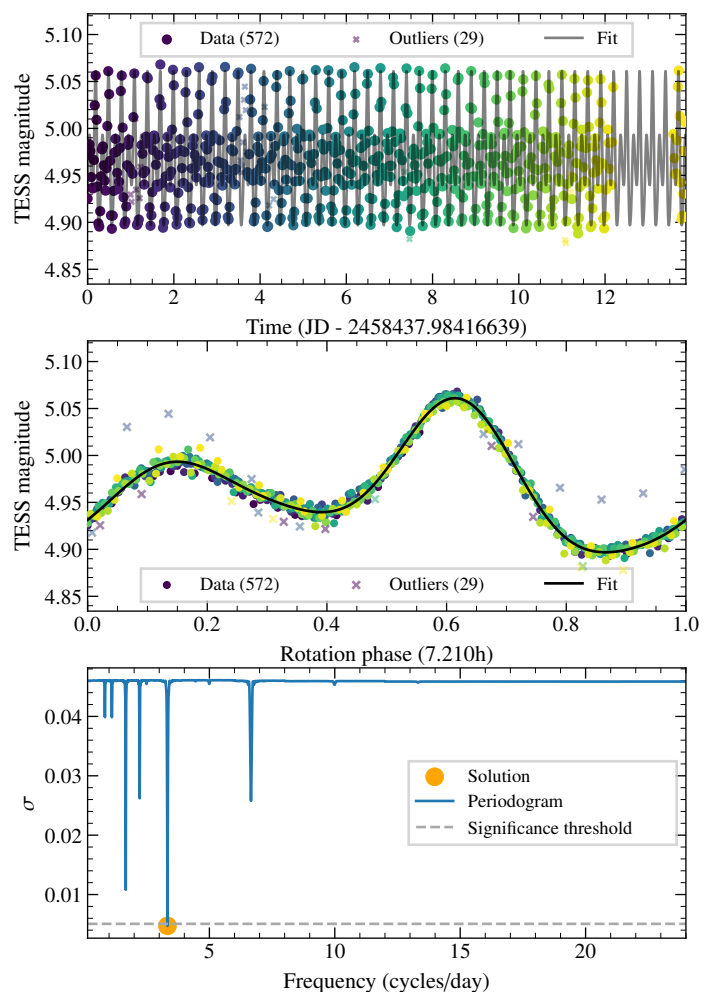 5.10
5.05
5.00
4.95
4.90
4.85
TESS magnitude
Data (572)
Outliers (29)
Fit
0
2
4
6
8
10
12
Time (JD - 2458437.98416639)
5.10
5.05
5.00
4.95
4.90
4.85
TESS magnitude
Data (572)
Outliers (29)
Fit
0.0
0.2
0.4
0.6
0.8
1.0
Rotation phase (7.210h)
0.04
0.03
0.02
0.01
σ
Solution
Periodogram
Significance threshold
5
10
15
20
Frequency (cycles/day)